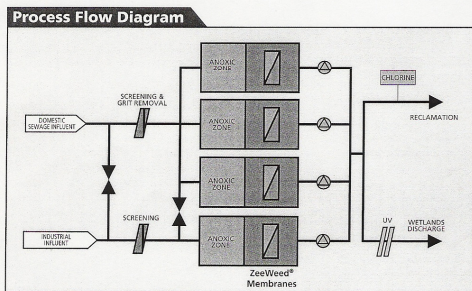 Process Flow Diagram
ANOXIC
ZONE
SCREENING &
GRIT REMOVAL
CHLORINE
DOMESTIC
SEWAGE INFLUENT
ANOXIC
ZONE
RECLAMATION
ANOXIC
ZONE
SCREENING
UV
WETLANDS
DISCHARGE
INDUSTRIAL
INFLUENT
ANOXIC
ZONE
ZeeWeed®
Membranes